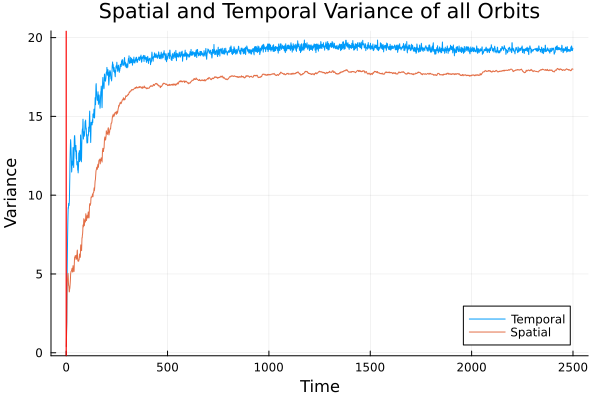 Spatial and Temporal Variance of all Orbits
20
15
10
5
0
Variance
0 500 1000 1500 2000 2500
Time
Temporal
Spatial